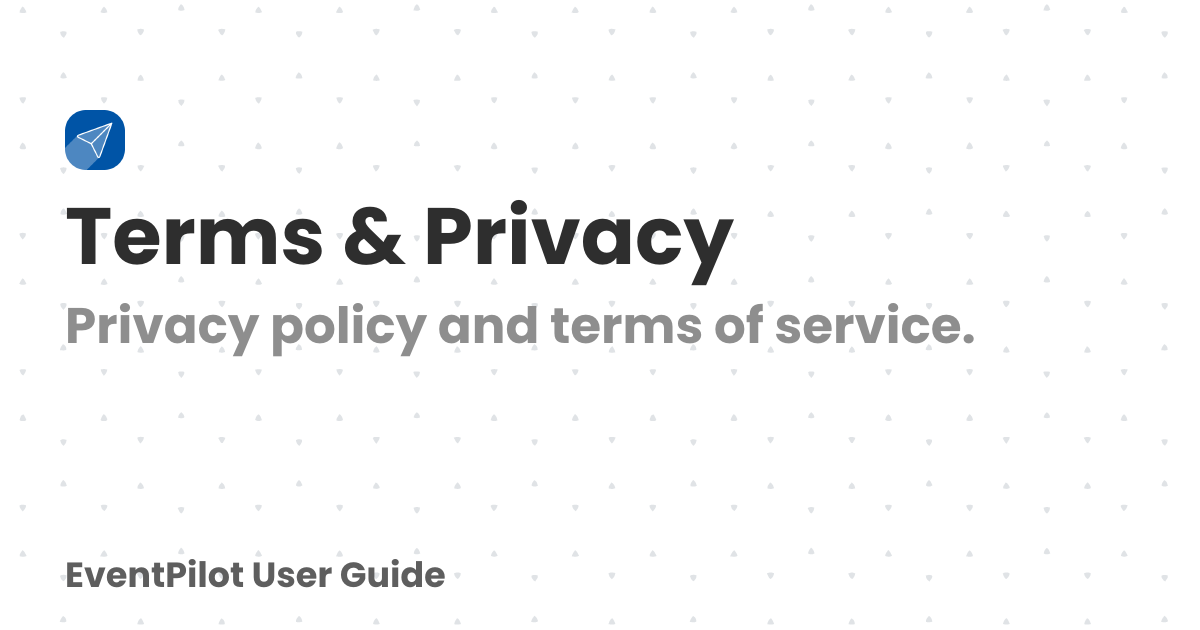 Terms & Privacy
Privacy policy and terms of service.
EventPilot User Guide